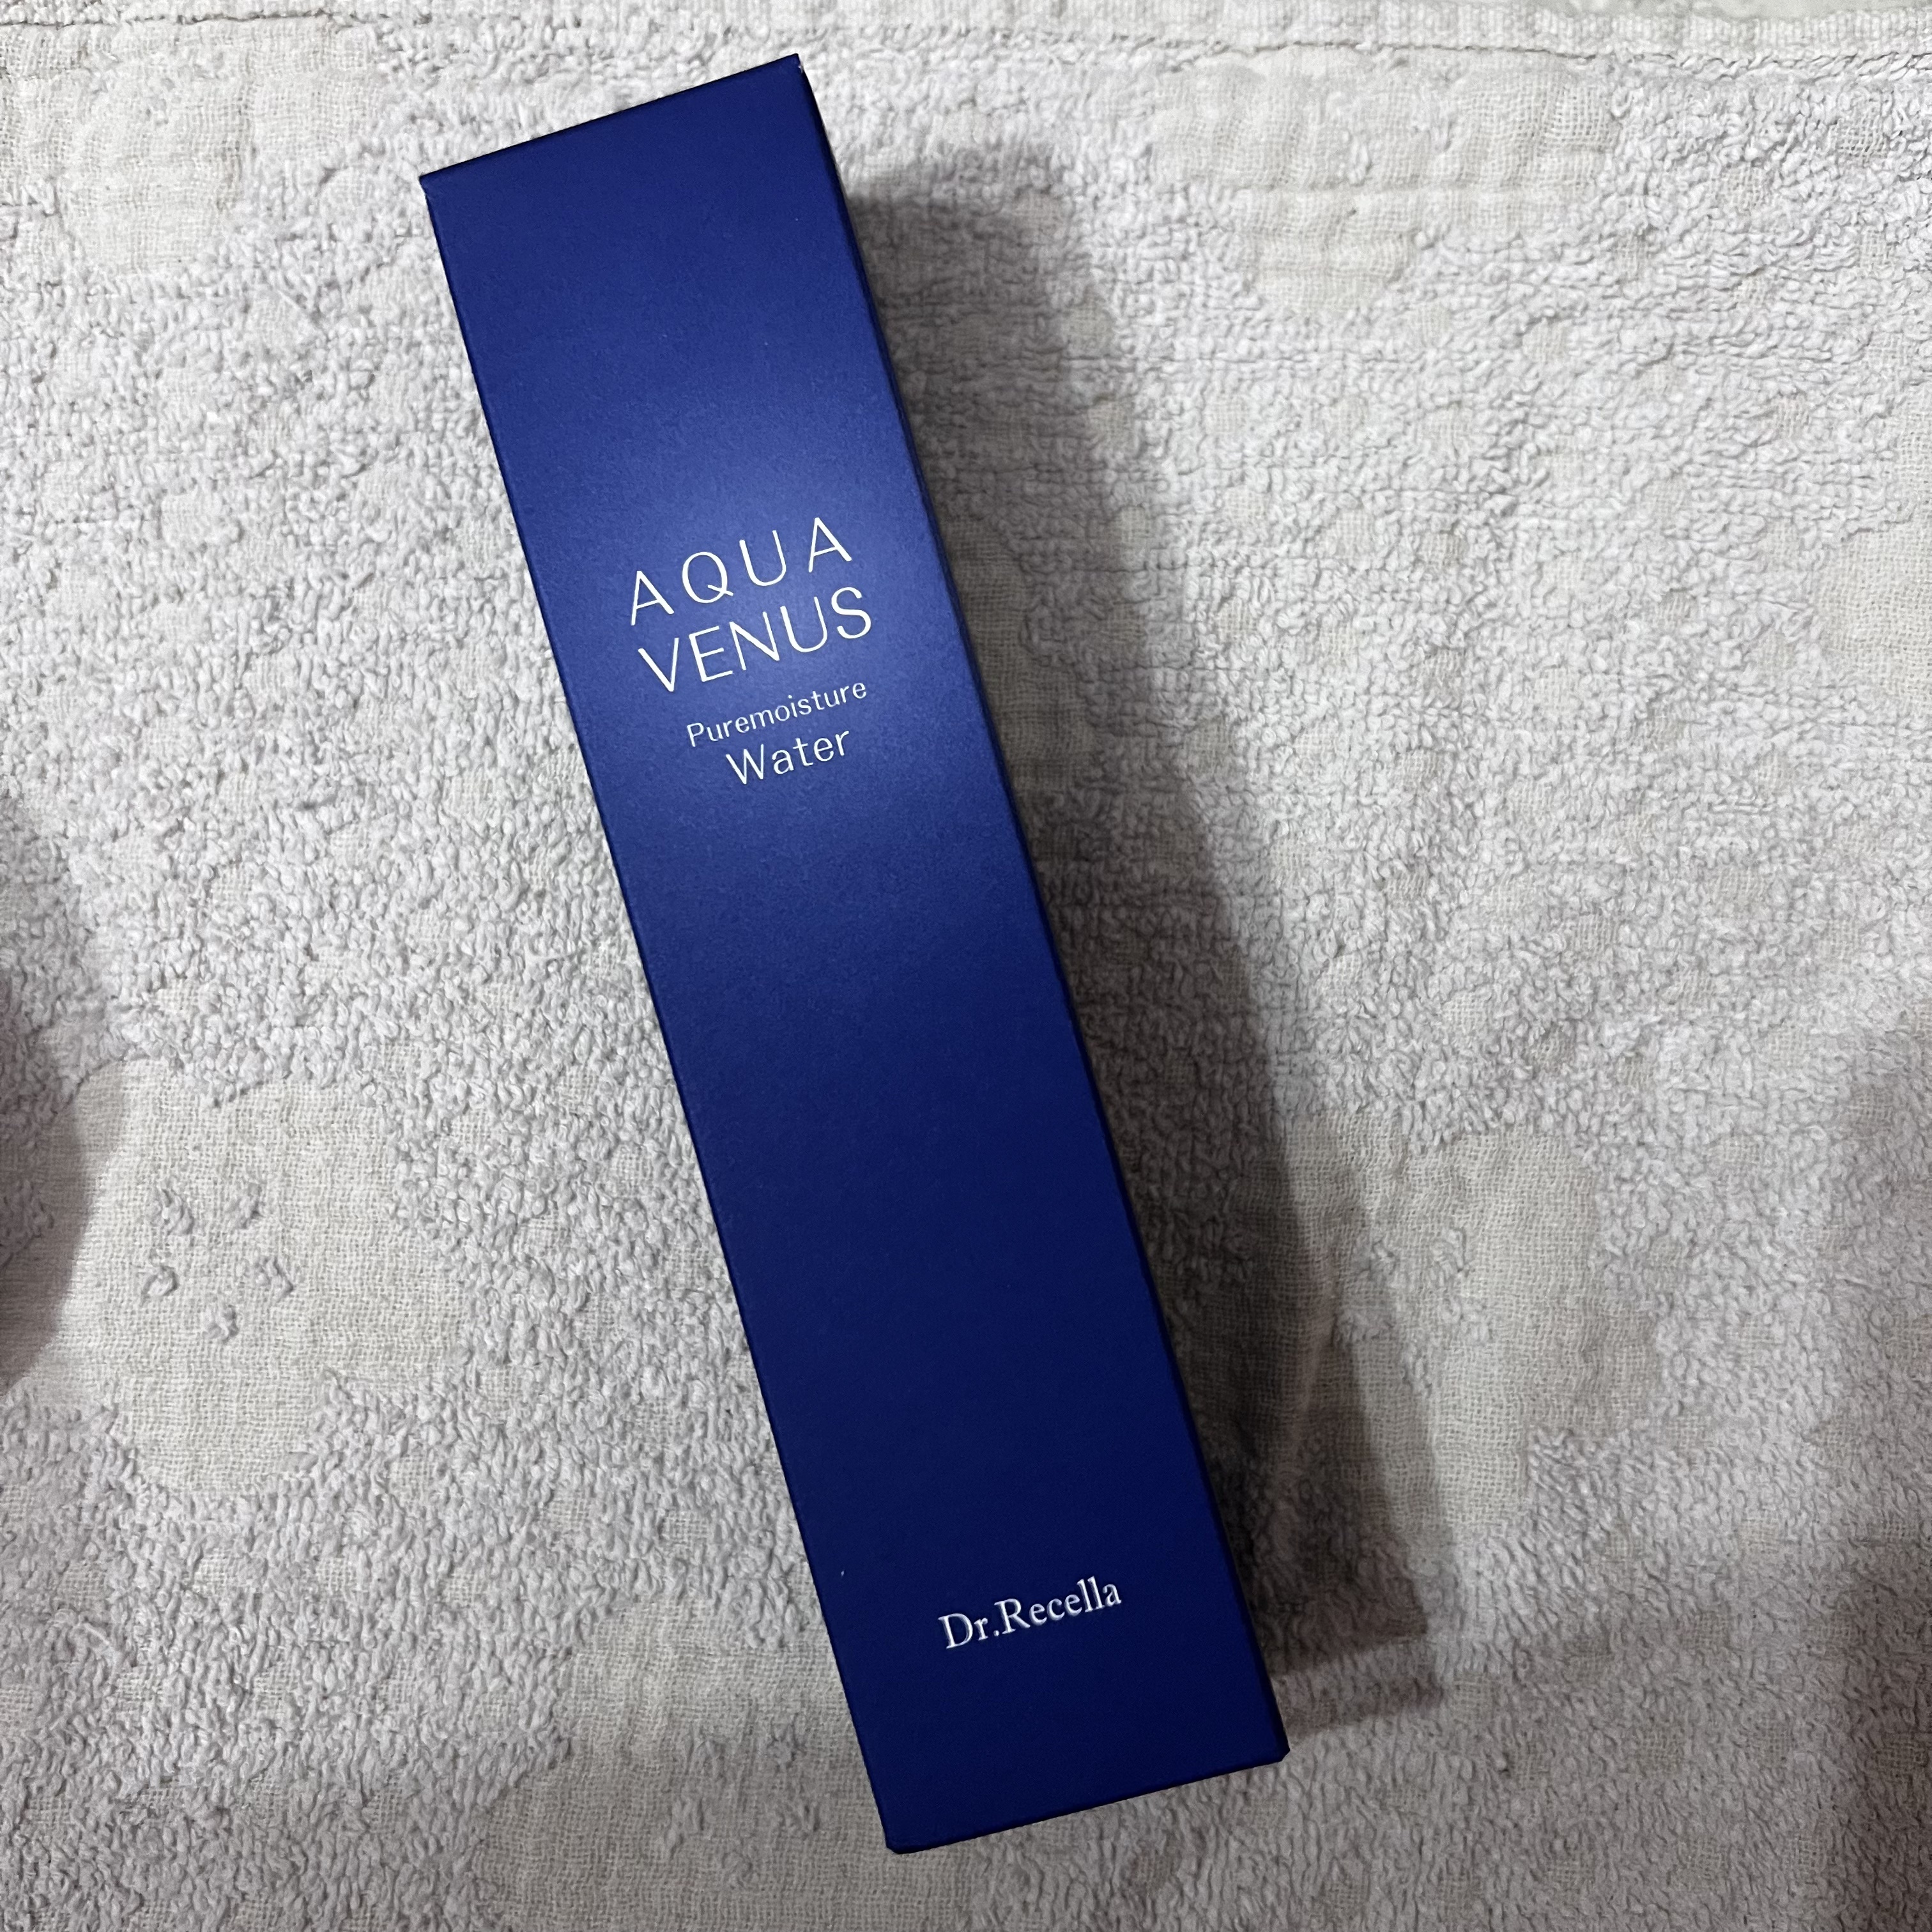 AQUA
VENUS
Puremoisture
Water
Dr.Recella